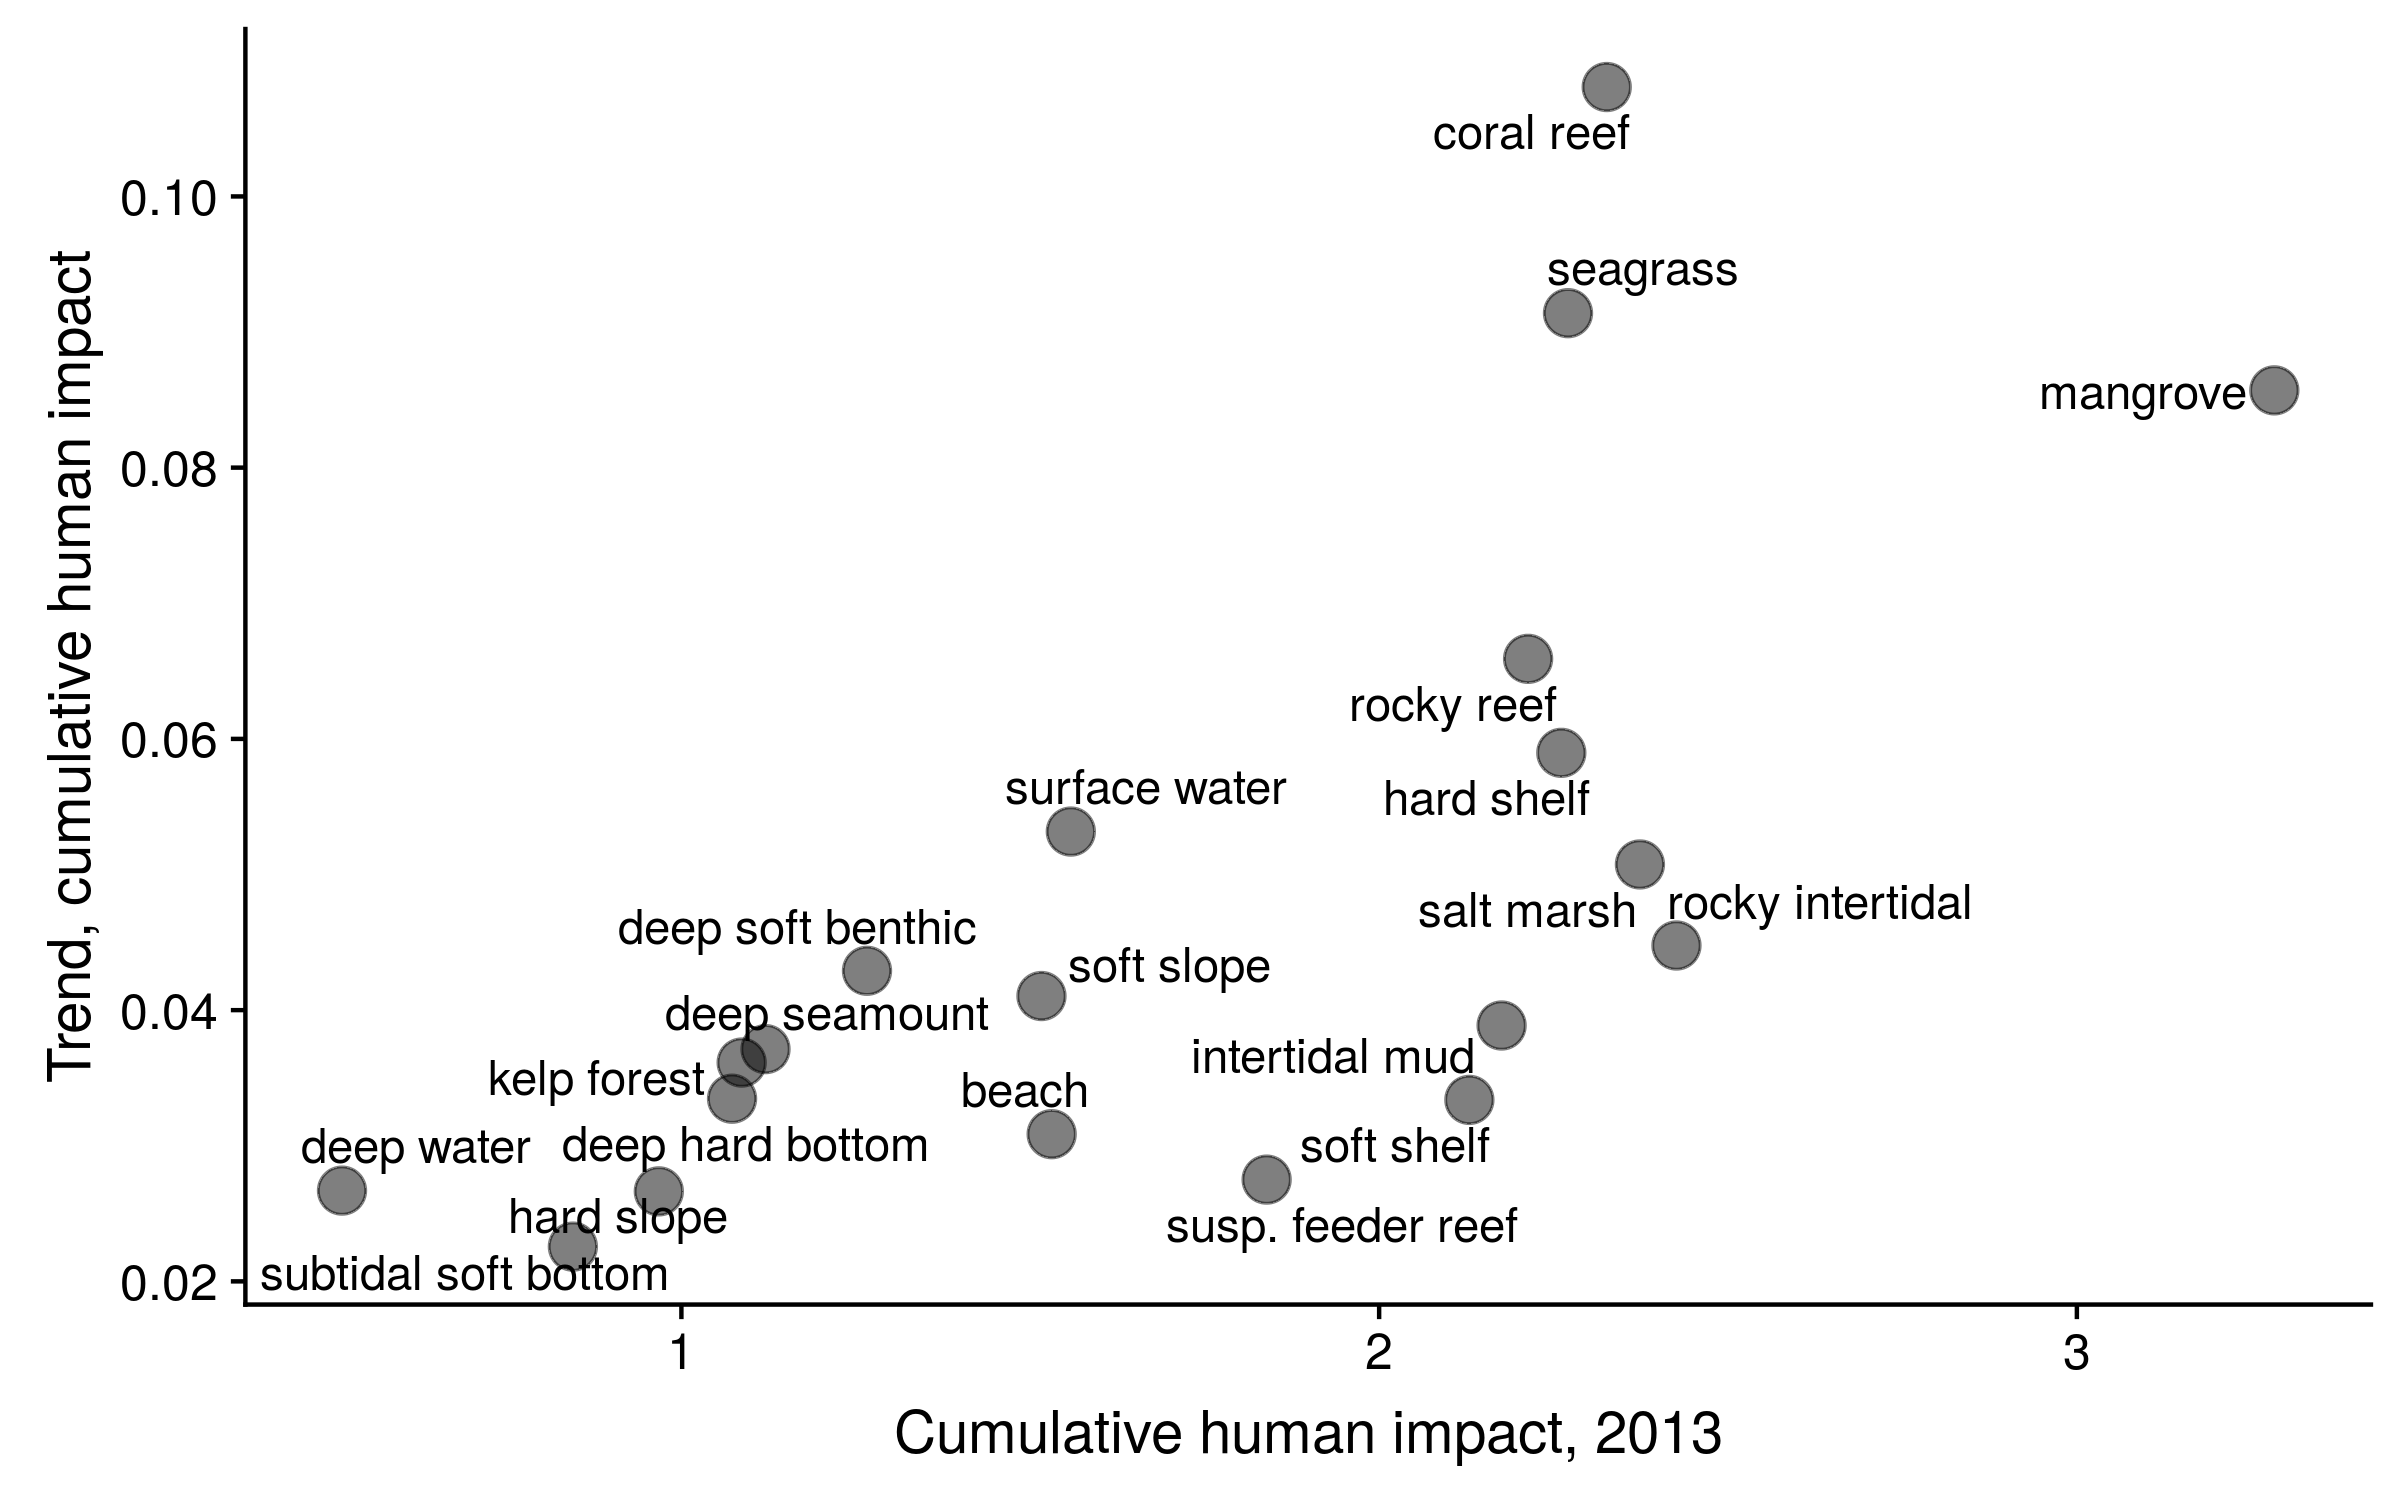 coral reef
0.10
seagrass
mangrove
0.08
Trend, cumulative human impact
rocky reef
0.06
surface water
hard shelf
salt marsh
rocky intertidal
deep soft benthic
soft slope
0.04
deep seamount
intertidal mud
kelp forest
beach
deep water
deep hard bottom
soft shelf
hard slope
susp. feeder reef
subtidal soft bottom
0.02
1
2
3
Cumulative human impact, 2013